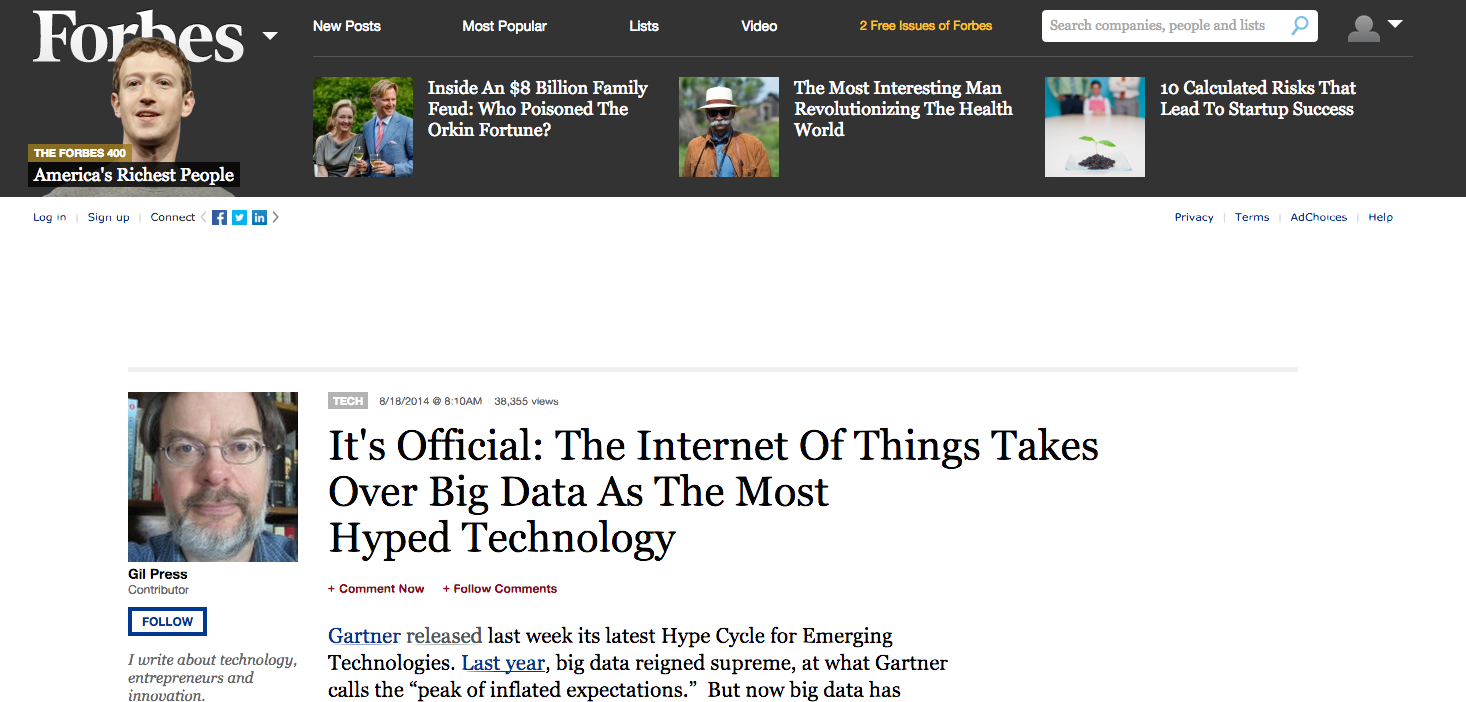 Forbes
New Posts
Most Popular
Lists
Video
2 Free Issues of Forbes
Search companies, people and lists
THE FORBES 400
America's Richest People
Inside An $8 Billion Family
Feud: Who Poisoned The
Orkin Fortune?
The Most Interesting Man
Revolutionizing The Health
World
10 Calculated Risks That
Lead To Startup Success
Log in | Sign up | Connect
Privacy | Terms | AdChoices | Help
TECH 8/18/2014 @ 8:10AM 38,355 views
It's Official: The Internet Of Things Takes
Over Big Data As The Most
Hyped Technology
Gil Press
Contributor
FOLLOW
I write about technology,
entrepreneurs and
innovation.
+ Comment Now + Follow Comments
Gartner released last week its latest Hype Cycle for Emerging
Technologies. Last year, big data reigned supreme, at what Gartner
calls the “peak of inflated expectations.” But now big data has